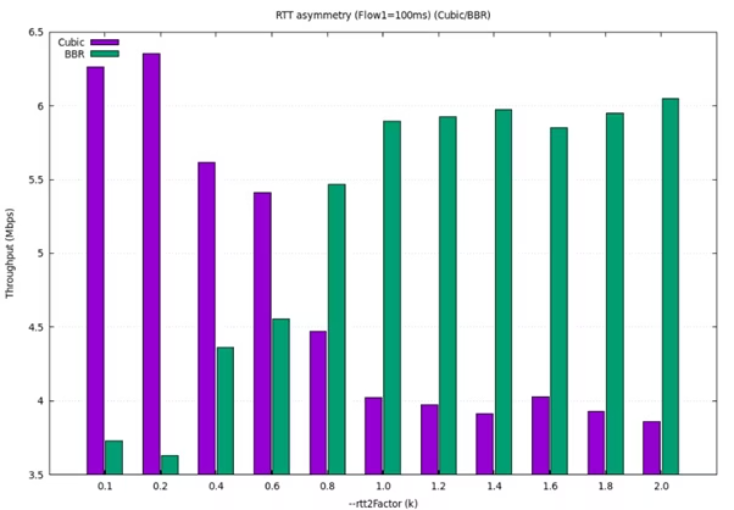 RTT asymmetry (Flow1=100ms) (Cubic/BBR)
6.5
Cubic
BBR
6
5.5
5
4.5
4
3.5
Throughput (Mbps)
0.1 0.2 0.4 0.6 0.8 1.0 1.2 1.4 1.6 1.8 2.0
--rtt2Factor (k)